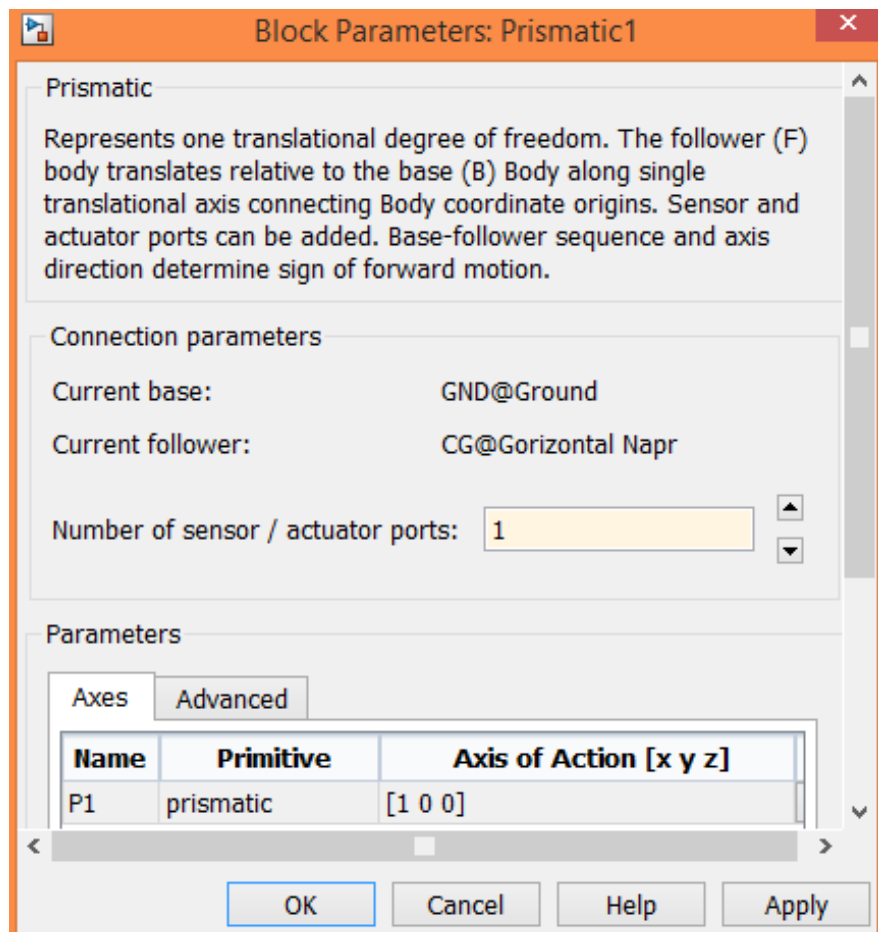 Block Parameters: Prismatic1
Prismatic
Represents one translational degree of freedom. The follower (F)
body translates relative to the base (B) Body along single
translational axis connecting Body coordinate origins. Sensor and
actuator ports can be added. Base-follower sequence and axis
direction determine sign of forward motion.
Connection parameters
Current base: GND@Ground
Current follower: CG@Gorizontal Napr
Number of sensor / actuator ports: 1
Parameters
Axes Advanced
Name Primitive Axis of Action [x y z]
P1 prismatic [1 0 0]
OK Cancel Help Apply